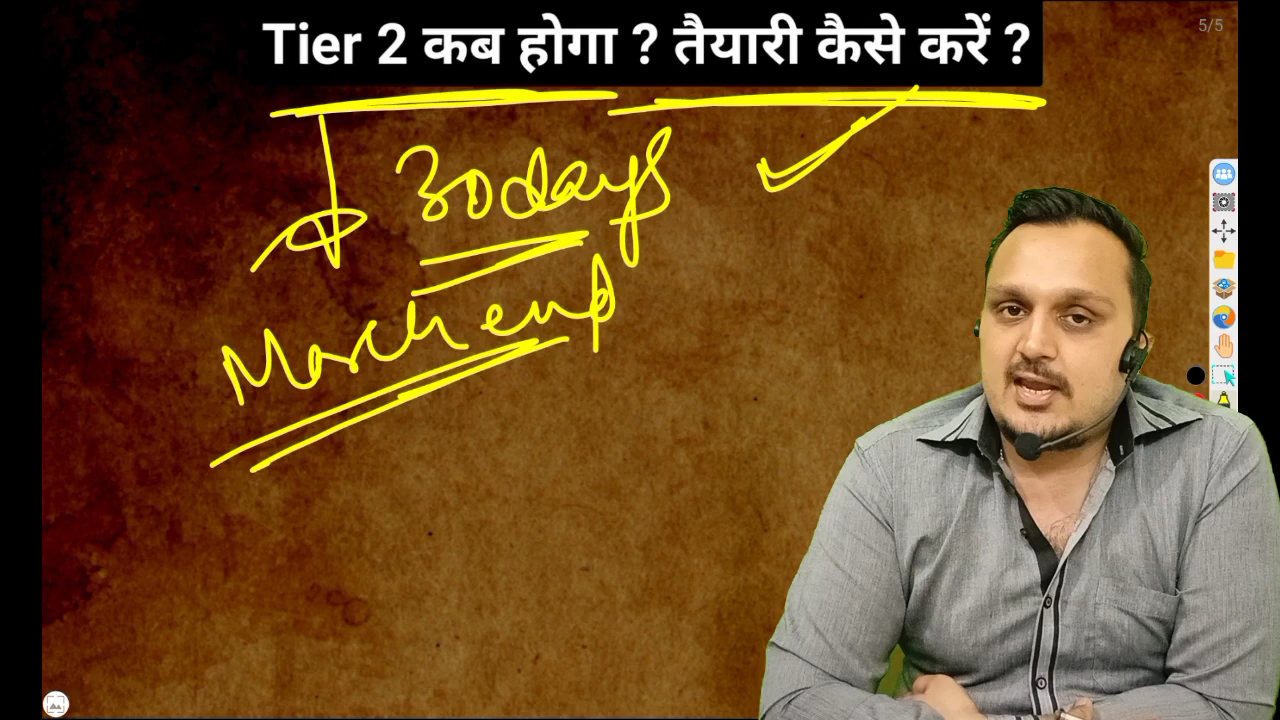 Tier 2 कब होगा ? तैयारी कैसे करें ?
5/5
30 days
March end